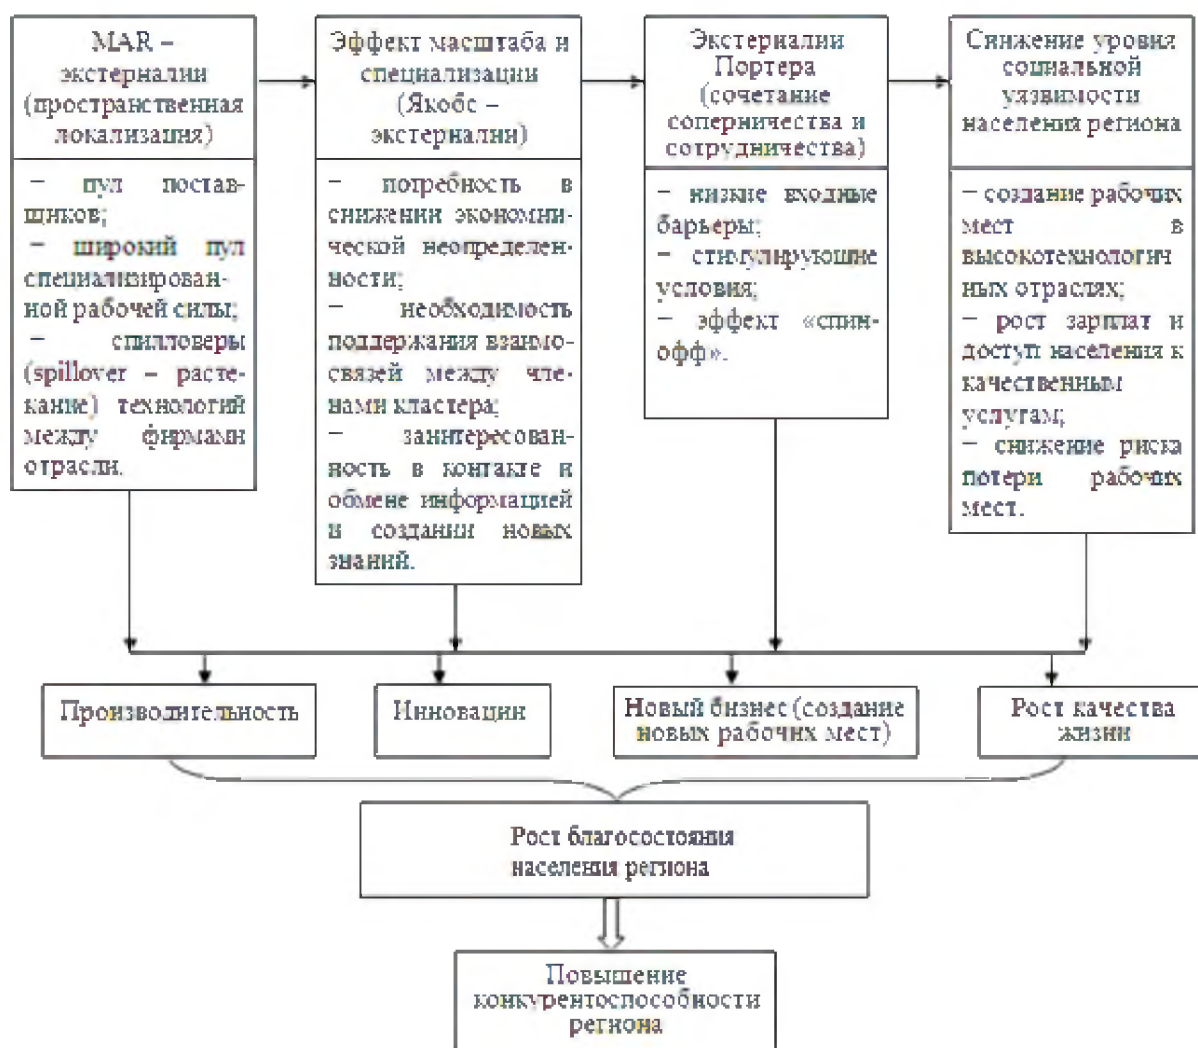 MAR –
экстерналии
(пространственная
локализация)
– пул постав-
щиков;
– широкий пул
специализирован-
ной рабочей силы;
– спилловеры
(spillover – расте-
кание) технологий
между фирмами
отрасли.
Эффект масштаба и
специализации
(Якобс –
экстерналии)
– потребность в
снижении экономи-
ческой неопределен-
ности;
– необходимость
поддержания взаимо-
связей между чле-
нами кластера;
– заинтересован-
ность в контакте и
обмене информацией
и создании новых
знаний.
Экстерналии
Портера
(сочетание
соперничества и
сотрудничества)
– низкие входные
барьеры;
– стимулирующие
условия;
– эффект «спин-
офф».
Снижение уровня
социальной
уязвимости
населения региона
– создание рабочих
мест в
высокотехнологич
ных отраслях;
– рост зарплат и
доступ населения к
качественным
услугам;
– снижение риска
потери рабочих
мест.
Производительность
Инновации
Новый бизнес (создание
новых рабочих мест)
Рост качества
жизни
Рост благосостояния
населения региона
Повышение
конкурентоспособности
региона